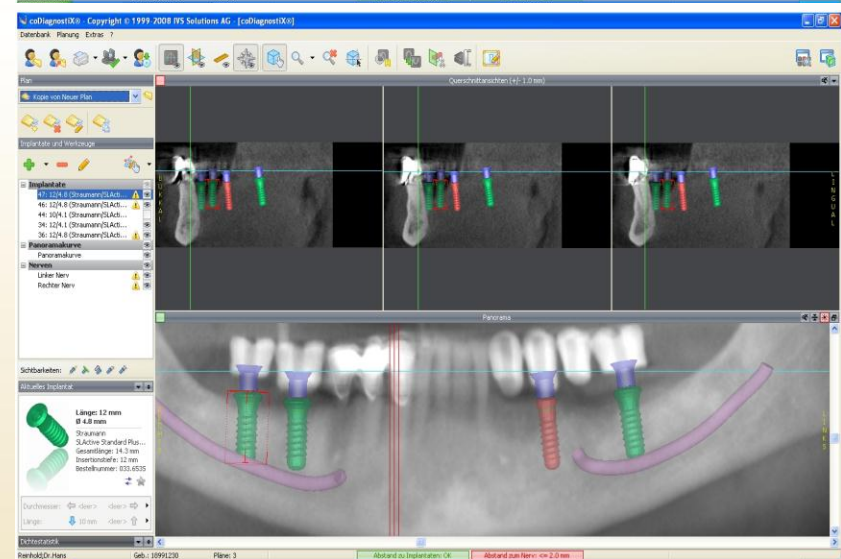 coDiagnostiX® - Copyright © 1999-2008 IVS Solutions AG - [coDiagnostiX®]
Datenbank Planung Extras ?
Plan
Querschnittansichten (+/- 1.0 mm)
Kopie von Neuer Plan
Implantate und Werkzeuge
Implantate
47: 12/4.8 (Straumann/SLActi...
46: 12/4.8 (Straumann/SLActi...
44: 10/4.1 (Straumann/SLActi...
34: 12/4.1 (Straumann/SLActi...
36: 12/4.8 (Straumann/SLActi...
Panoramakurve
Panoramakurve
Nerven
Linker Nerv
Rechter Nerv
BUKKAL
LINGUAL
Panorama
Sichtbarkeiten:
Aktuelles Implantat
Länge: 12 mm
Ø 4.8 mm
Straumann
SLActive Standard Plus...
Gesamtlänge: 14.3 mm
Insertionstiefe: 12 mm
Bestellnummer: 033.653S
LINKS
Durchmesser: <leer> <leer>
Länge: 10 mm <leer>
Dichtestatistik
Reinhold,Dr.Hans Geb.: 18991230 Pläne: 3 Abstand zu Implantaten: OK Abstand zum Nerv: <= 2.0 mm